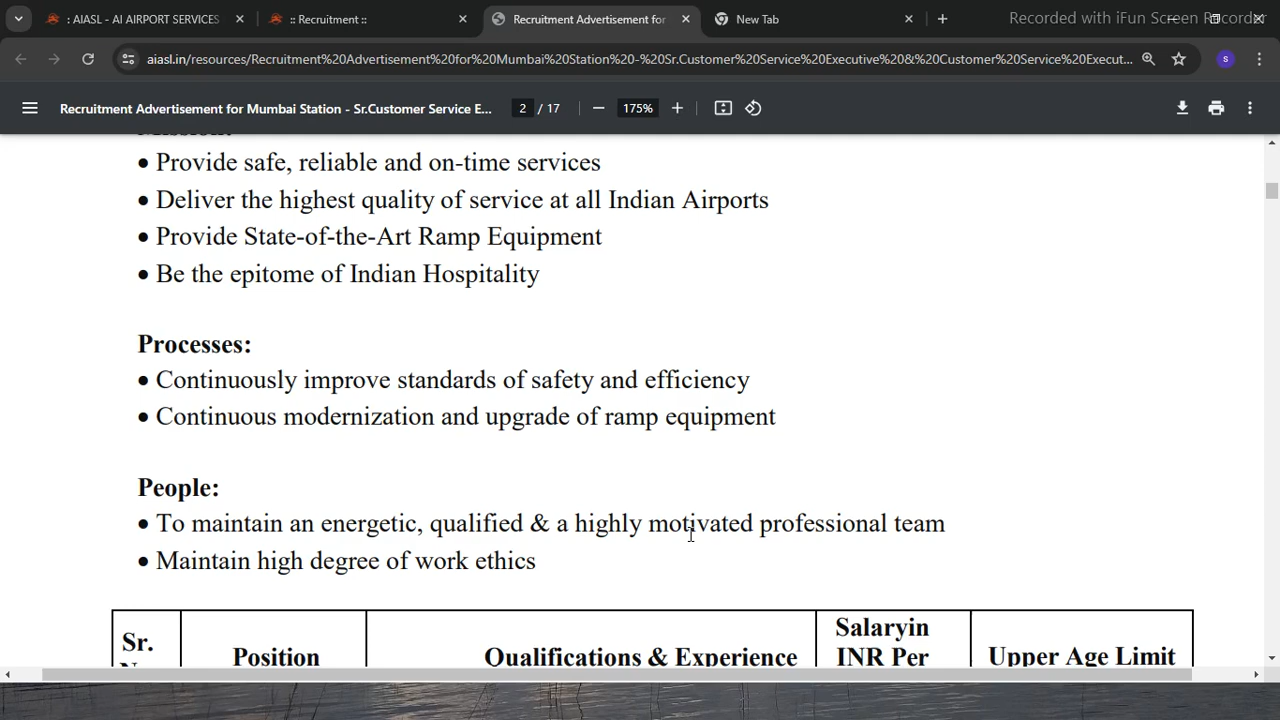 : AIASL - AI AIRPORT SERVICES
:: Recruitment ::
Recruitment Advertisement for
New Tab
Recorded with iFun Screen Recorder
aiasl.in/resources/Recruitment%20Advertisement%20for%20Mumbai%20Station%20-%20Sr.Customer%20Service%20Executive%20&%20Customer%20Service%20Execut...
S
Recruitment Advertisement for Mumbai Station - Sr.Customer Service E...
2 / 17
175%
• Provide safe, reliable and on-time services
• Deliver the highest quality of service at all Indian Airports
• Provide State-of-the-Art Ramp Equipment
• Be the epitome of Indian Hospitality
Processes:
• Continuously improve standards of safety and efficiency
• Continuous modernization and upgrade of ramp equipment
People:
• To maintain an energetic, qualified & a highly motivated professional team
• Maintain high degree of work ethics
Sr.
Position
Qualifications & Experience
Salaryin
INR Per
Upper Age Limit